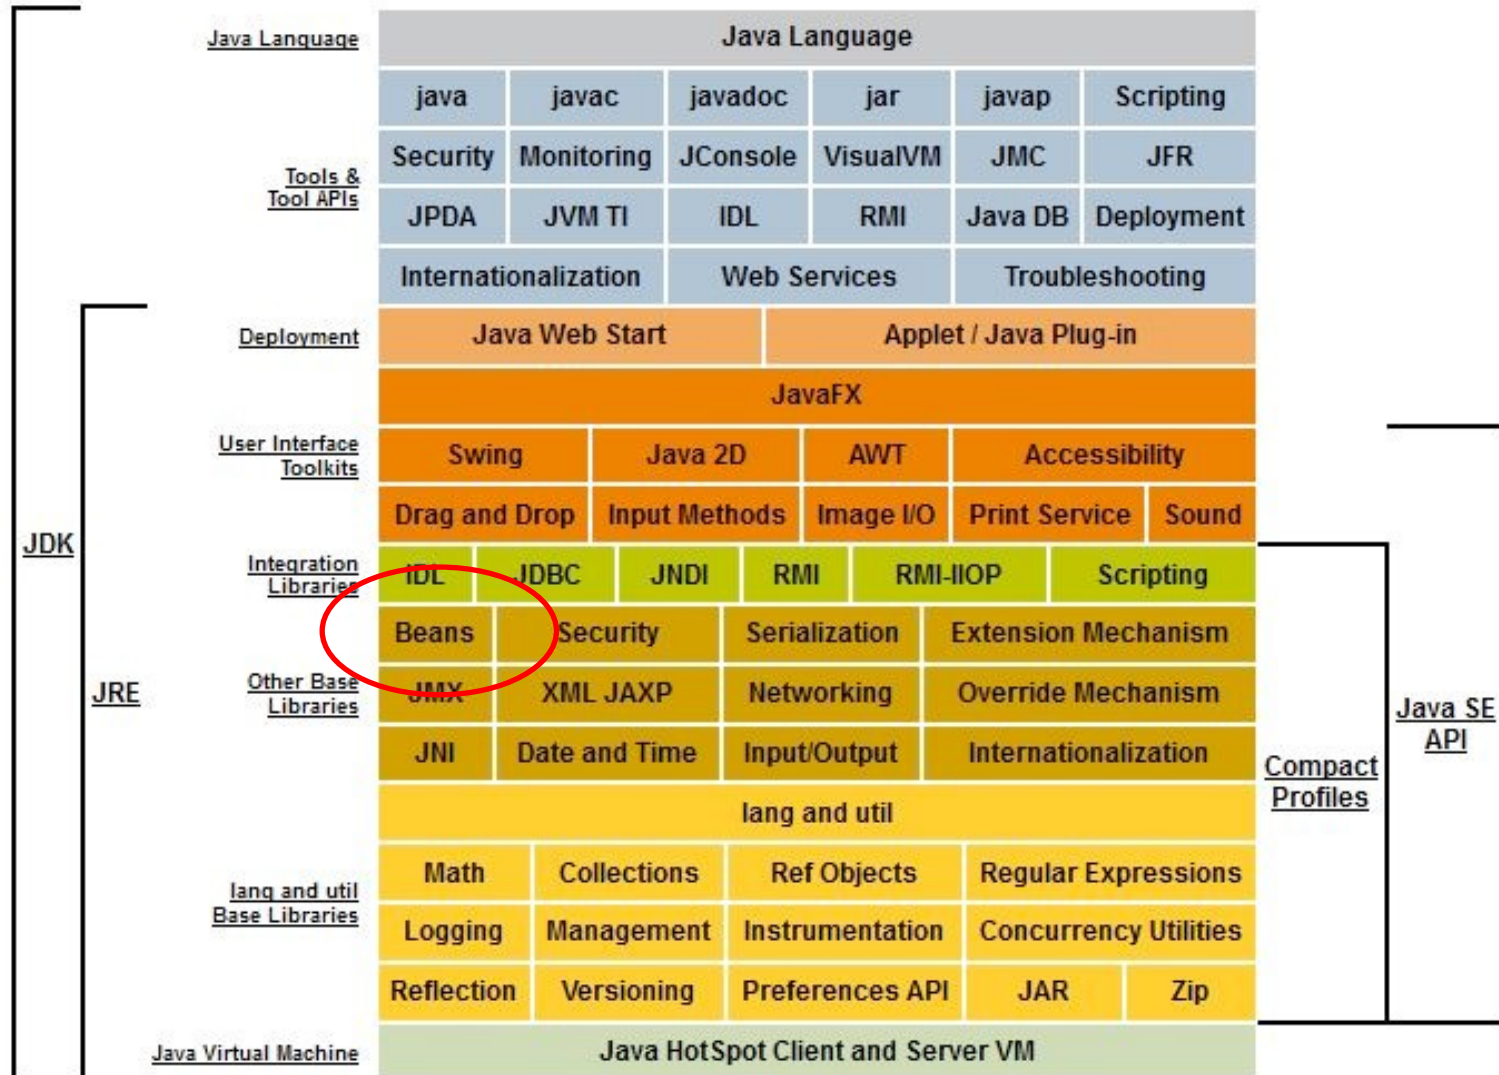 Java Language
Java Language
java javac javadoc jar javap Scripting
Security Monitoring JConsole VisualVM JMC JFR
Tools &
Tool APIs
JPDA JVM TI IDL RMI Java DB Deployment
Internationalization Web Services Troubleshooting
Deployment
Java Web Start Applet / Java Plug-in
JavaFX
User Interface
Toolkits
Swing Java 2D AWT Accessibility
Drag and Drop Input Methods Image I/O Print Service Sound
JDK
Integration
Libraries
IDL JDBC JNDI RMI RMI-IIOP Scripting
Beans Security Serialization Extension Mechanism
JRE
Other Base
Libraries
JMX XML JAXP Networking Override Mechanism
Java SE
API
JNI Date and Time Input/Output Internationalization
Compact
Profiles
lang and util
Math Collections Ref Objects Regular Expressions
lang and util
Base Libraries
Logging Management Instrumentation Concurrency Utilities
Reflection Versioning Preferences API JAR Zip
Java Virtual Machine
Java HotSpot Client and Server VM